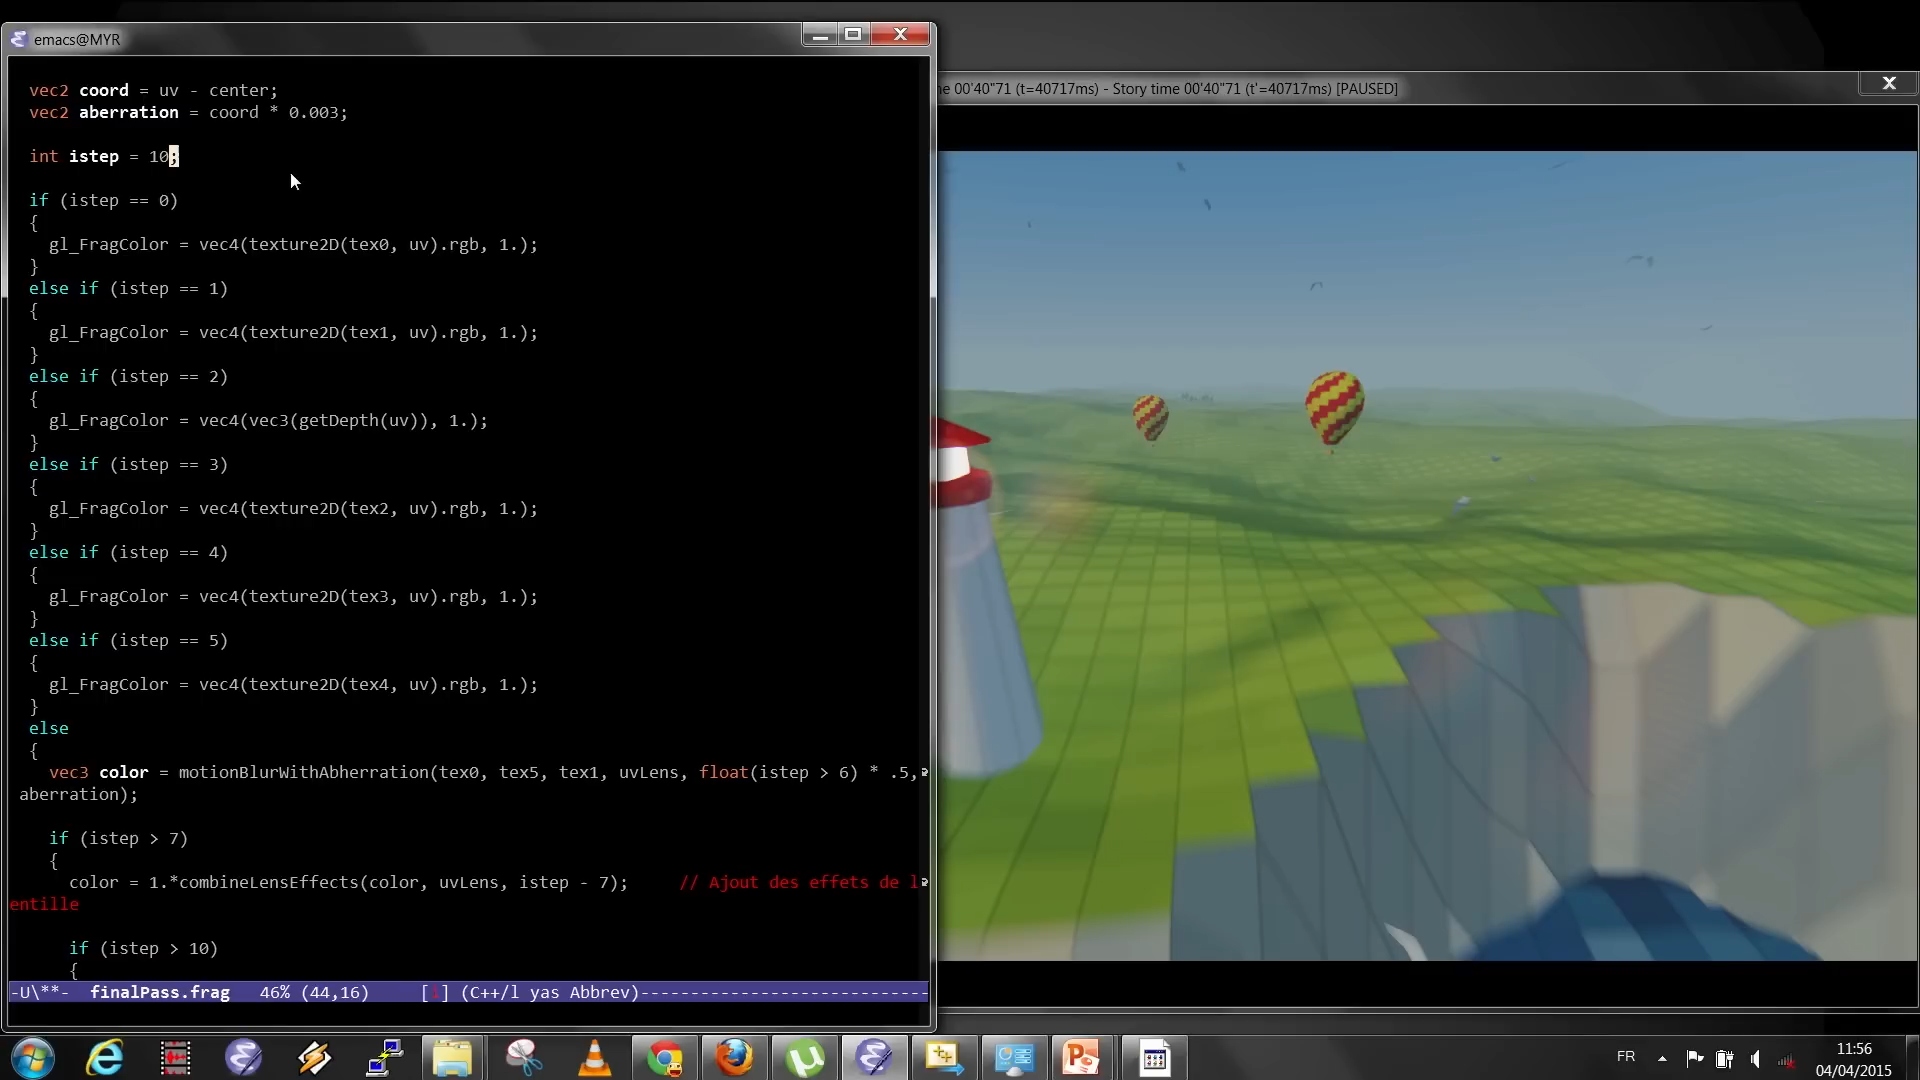 emacs@MYR
vec2 coord = uv - center;
vec2 aberration = coord * 0.003;
int istep = 10;
if (istep == 0)
{
gl_FragColor = vec4(texture2D(tex0, uv).rgb, 1.);
}
else if (istep == 1)
{
gl_FragColor = vec4(texture2D(tex1, uv).rgb, 1.);
}
else if (istep == 2)
{
gl_FragColor = vec4(vec3(getDepth(uv)), 1.);
}
else if (istep == 3)
{
gl_FragColor = vec4(texture2D(tex2, uv).rgb, 1.);
}
else if (istep == 4)
{
gl_FragColor = vec4(texture2D(tex3, uv).rgb, 1.);
}
else if (istep == 5)
{
gl_FragColor = vec4(texture2D(tex4, uv).rgb, 1.);
}
else
{
vec3 color = motionBlurWithAbherration(tex0, tex5, tex1, uvLens, float(istep > 6) * .5,
aberration);
if (istep > 7)
{
color = 1.*combineLensEffects(color, uvLens, istep - 7); // Ajout des effets de l
entille
if (istep > 10)
{
-U\**- finalPass.frag 46% (44,16) [i] (C++/l yas Abbrev)------------------------------
ne 00'40"71 (t=40717ms) - Story time 00'40"71 (t'=40717ms) [PAUSED]
FR
11:56
04/04/2015